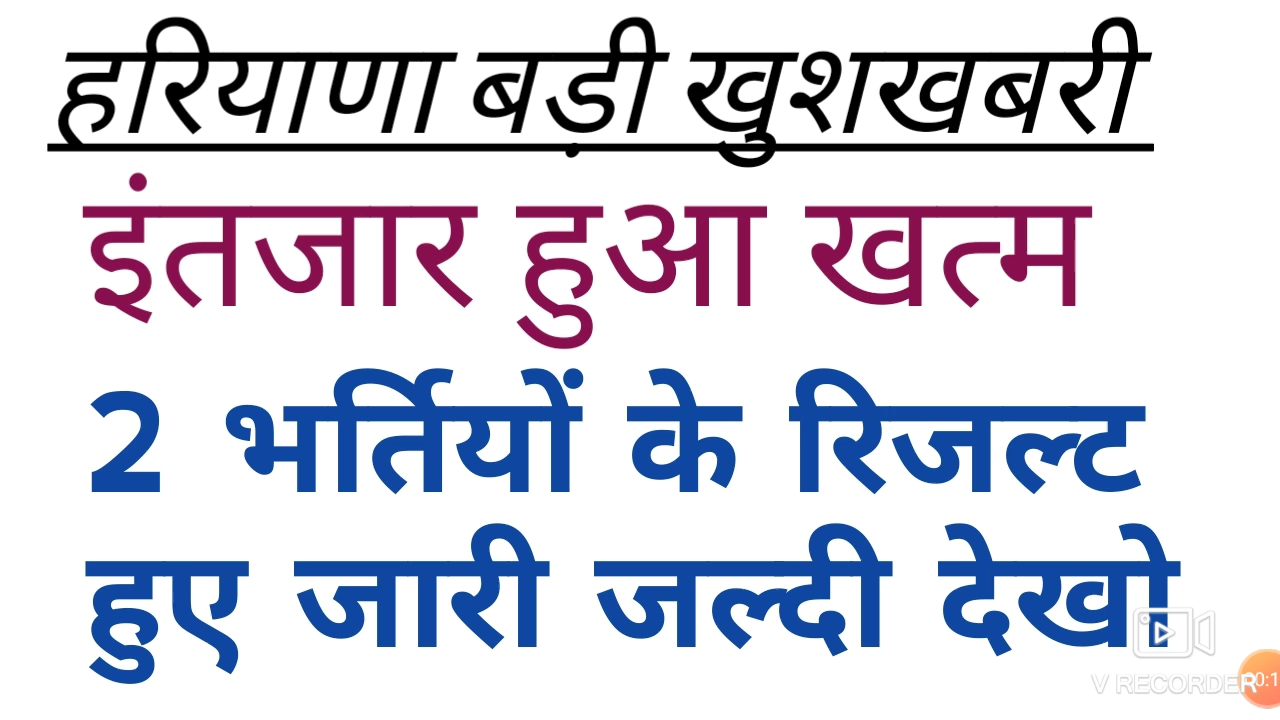 हरियाणा बड़ी खुशखबरी
इंतजार हुआ खत्म
2 भर्तियों के रिजल्ट
हुए जारी जल्दी देखो
V RECORDER